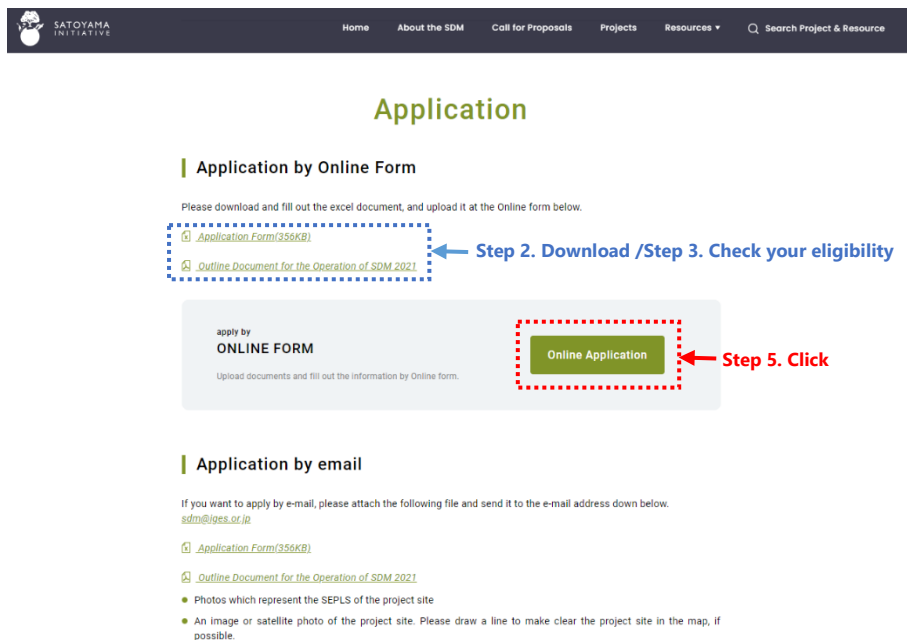 SATOYAMA
INITIATIVE
Home About the SDM Call for Proposals Projects Resources ▾ Search Project & Resource
Application
Application by Online Form
Please download and fill out the excel document, and upload it at the Online form below.
Application Form(356KB)
Outline Document for the Operation of SDM 2021
Step 2. Download /Step 3. Check your eligibility
apply by
ONLINE FORM
Upload documents and fill out the information by Online form.
Online Application
Step 5. Click
Application by email
If you want to apply by e-mail, please attach the following file and send it to the e-mail address down below.
sdm@iges.or.jp
Application Form(356KB)
Outline Document for the Operation of SDM 2021
• Photos which represent the SEPLS of the project site
• An image or satellite photo of the project site. Please draw a line to make clear the project site in the map, if
possible.